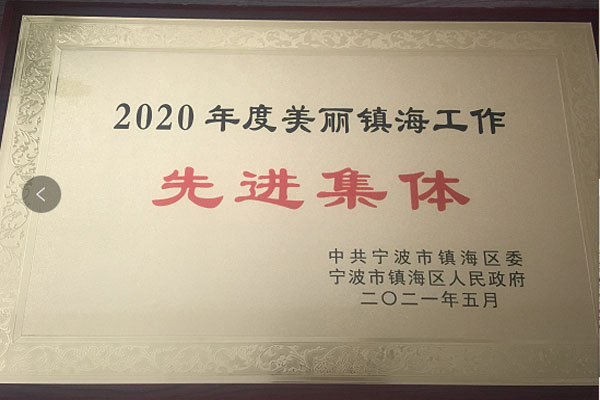 2020年度美丽镇海工作
先进集体
中共宁波市镇海区委
宁波市镇海区人民政府
二〇二一年五月